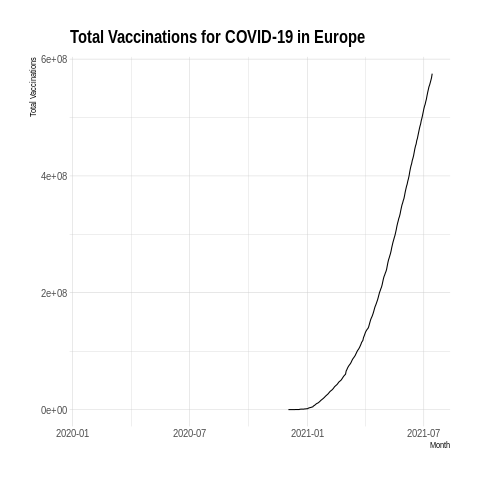 Total Vaccinations for COVID-19 in Europe
Total Vaccinations
6e+08
4e+08
2e+08
0e+00
2020-01
2020-07
2021-01
2021-07
Month